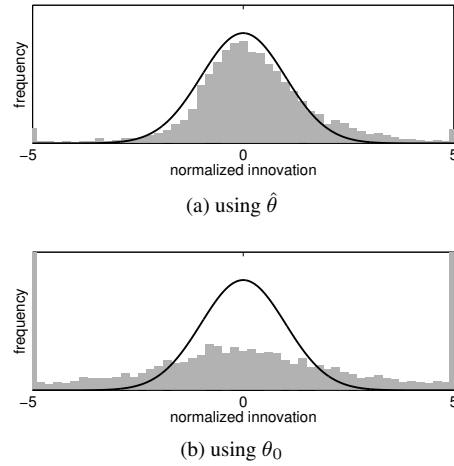 frequency
−5 0 5
normalized innovation
(a) using θ̂
frequency
−5 0 5
normalized innovation
(b) using θ₀